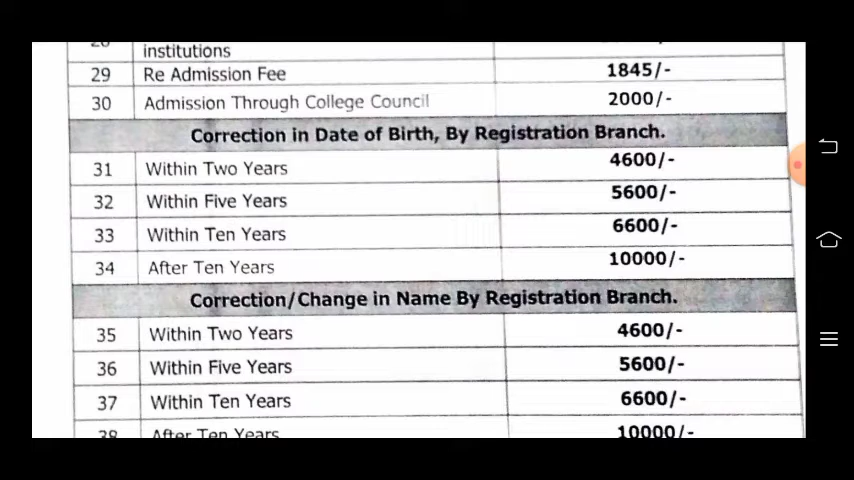 institutions
29 Re Admission Fee 1845/-
30 Admission Through College Council 2000/-
Correction in Date of Birth, By Registration Branch.
31 Within Two Years 4600/-
32 Within Five Years 5600/-
33 Within Ten Years 6600/-
34 After Ten Years 10000/-
Correction/Change in Name By Registration Branch.
35 Within Two Years 4600/-
36 Within Five Years 5600/-
37 Within Ten Years 6600/-
38 After Ten Years 10000/-